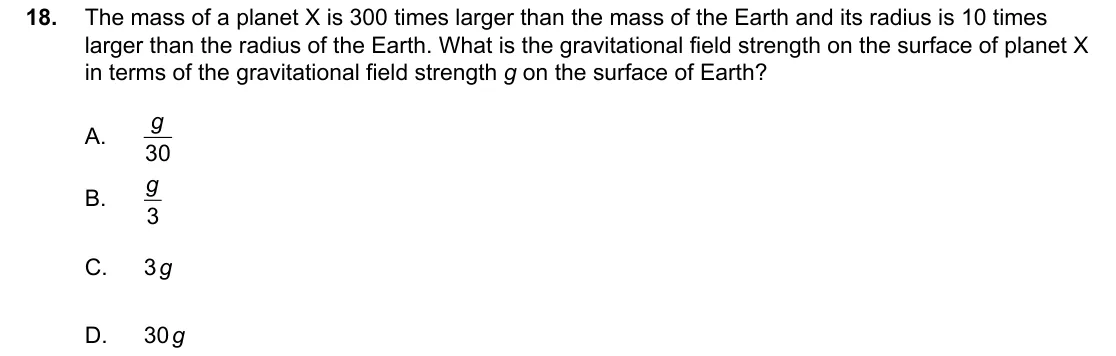 18. The mass of a planet X is 300 times larger than the mass of the Earth and its radius is 10 times
larger than the radius of the Earth. What is the gravitational field strength on the surface of planet X
in terms of the gravitational field strength g on the surface of Earth?
A. g/30
B. g/3
C. 3g
D. 30g